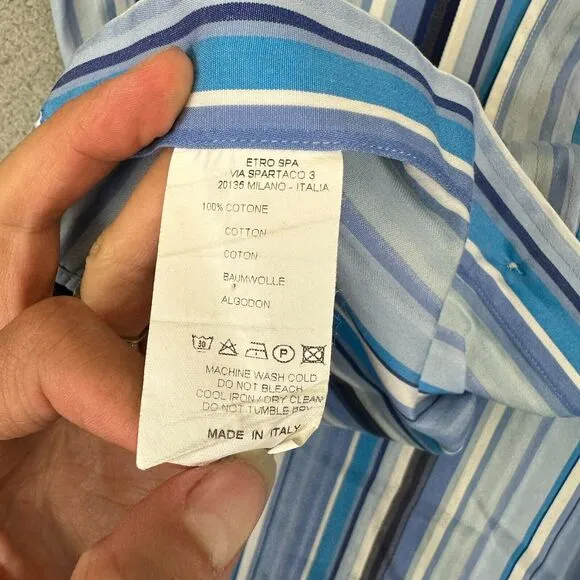 ETRO SPA
VIA SPARTACO 3
20135 MILANO - ITALIA
100% COTONE
COTTON
COTON
BAUMWOLLE
ALGODON
30 P
MACHINE WASH COLD
DO NOT BLEACH
COOL IRON / DRY CLEAN
DO NOT TUMBLE DRY
MADE IN ITALY